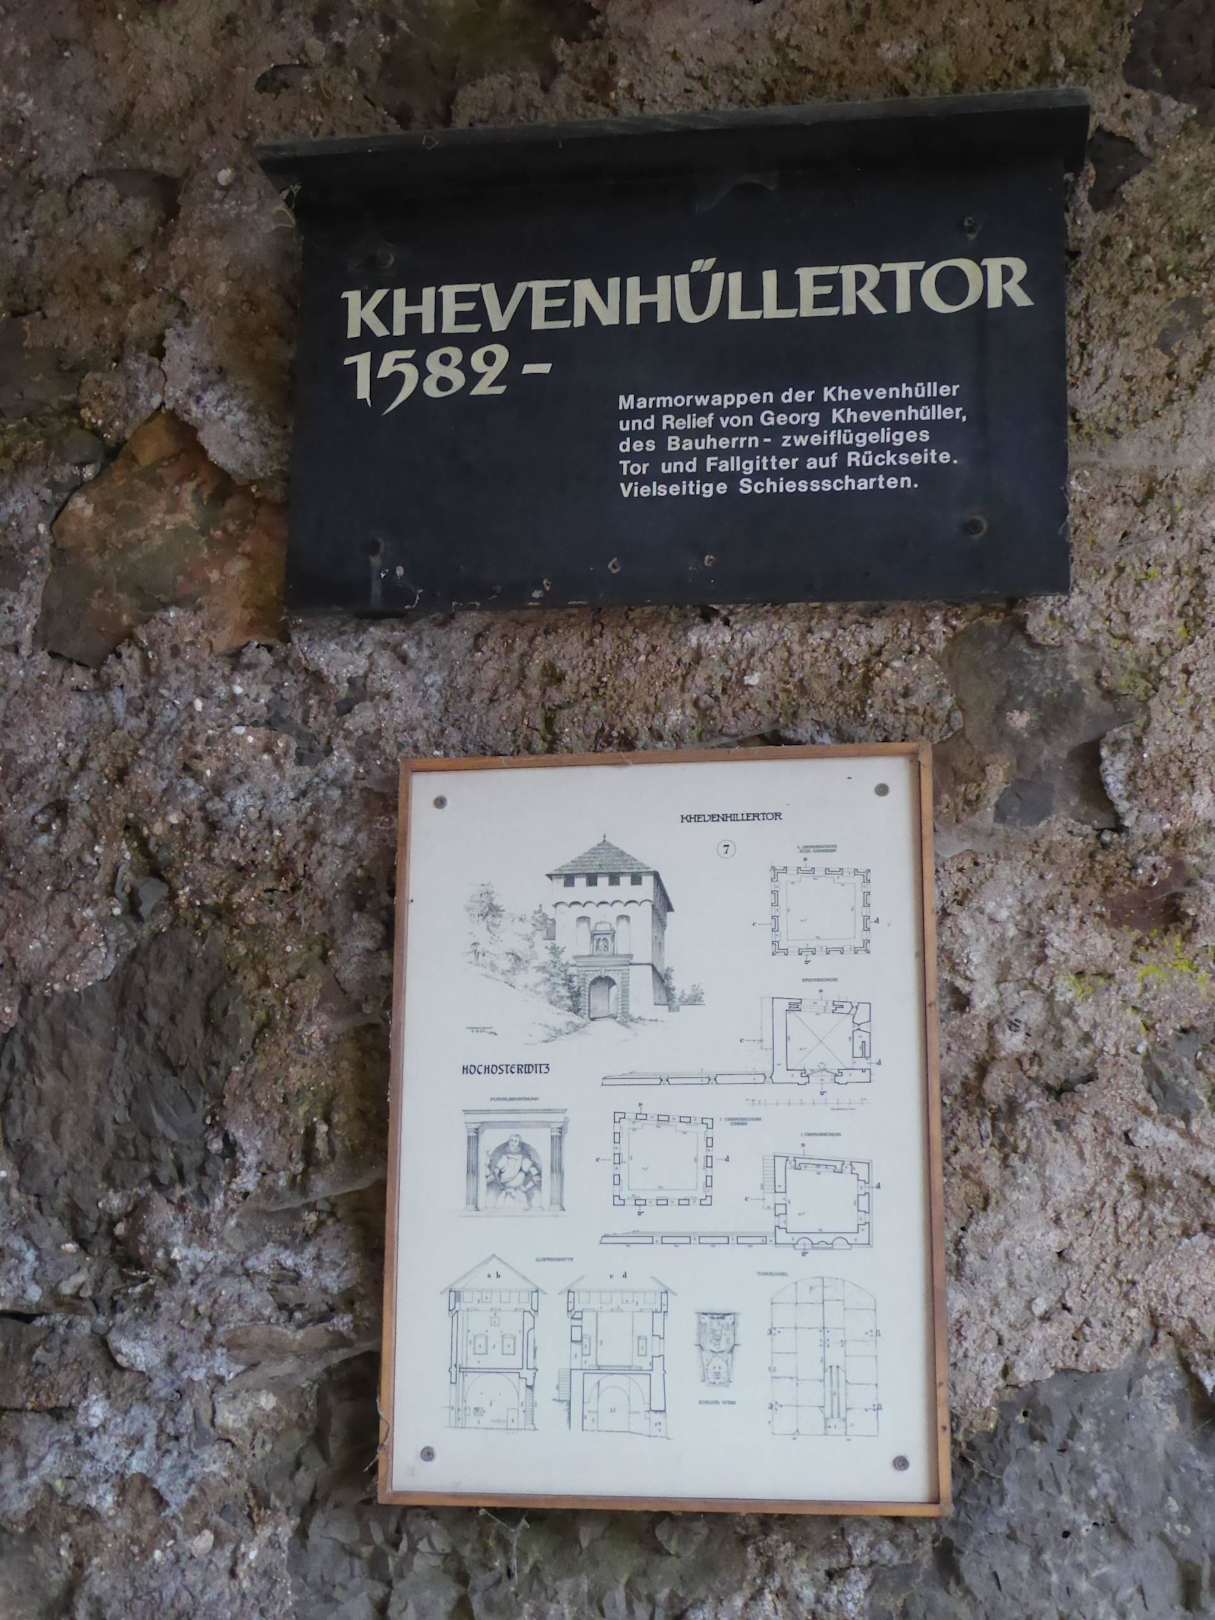 KHEVENHÜLLERTOR
1582-
Marmorwappen der Khevenhüller
und Relief von Georg Khevenhüller,
des Bauherrn- zweiflügeliges
Tor und Fallgitter auf Rückseite.
Vielseitige Schiessscharten.
KHEVENHILLERTOR
7
HOCHOSTERWITZ
a b
c d